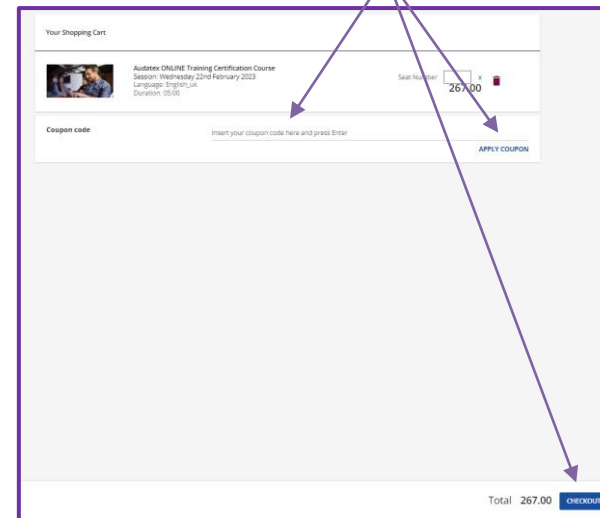 Your Shopping Cart
Audatex ONLINE Training Certification Course
Session: Wednesday 22nd February 2023
Language: English_uk
Duration: 05:00
Seat Number x
267.00
Coupon code
Insert your coupon code here and press Enter
APPLY COUPON
Total 267.00 CHECKOUT